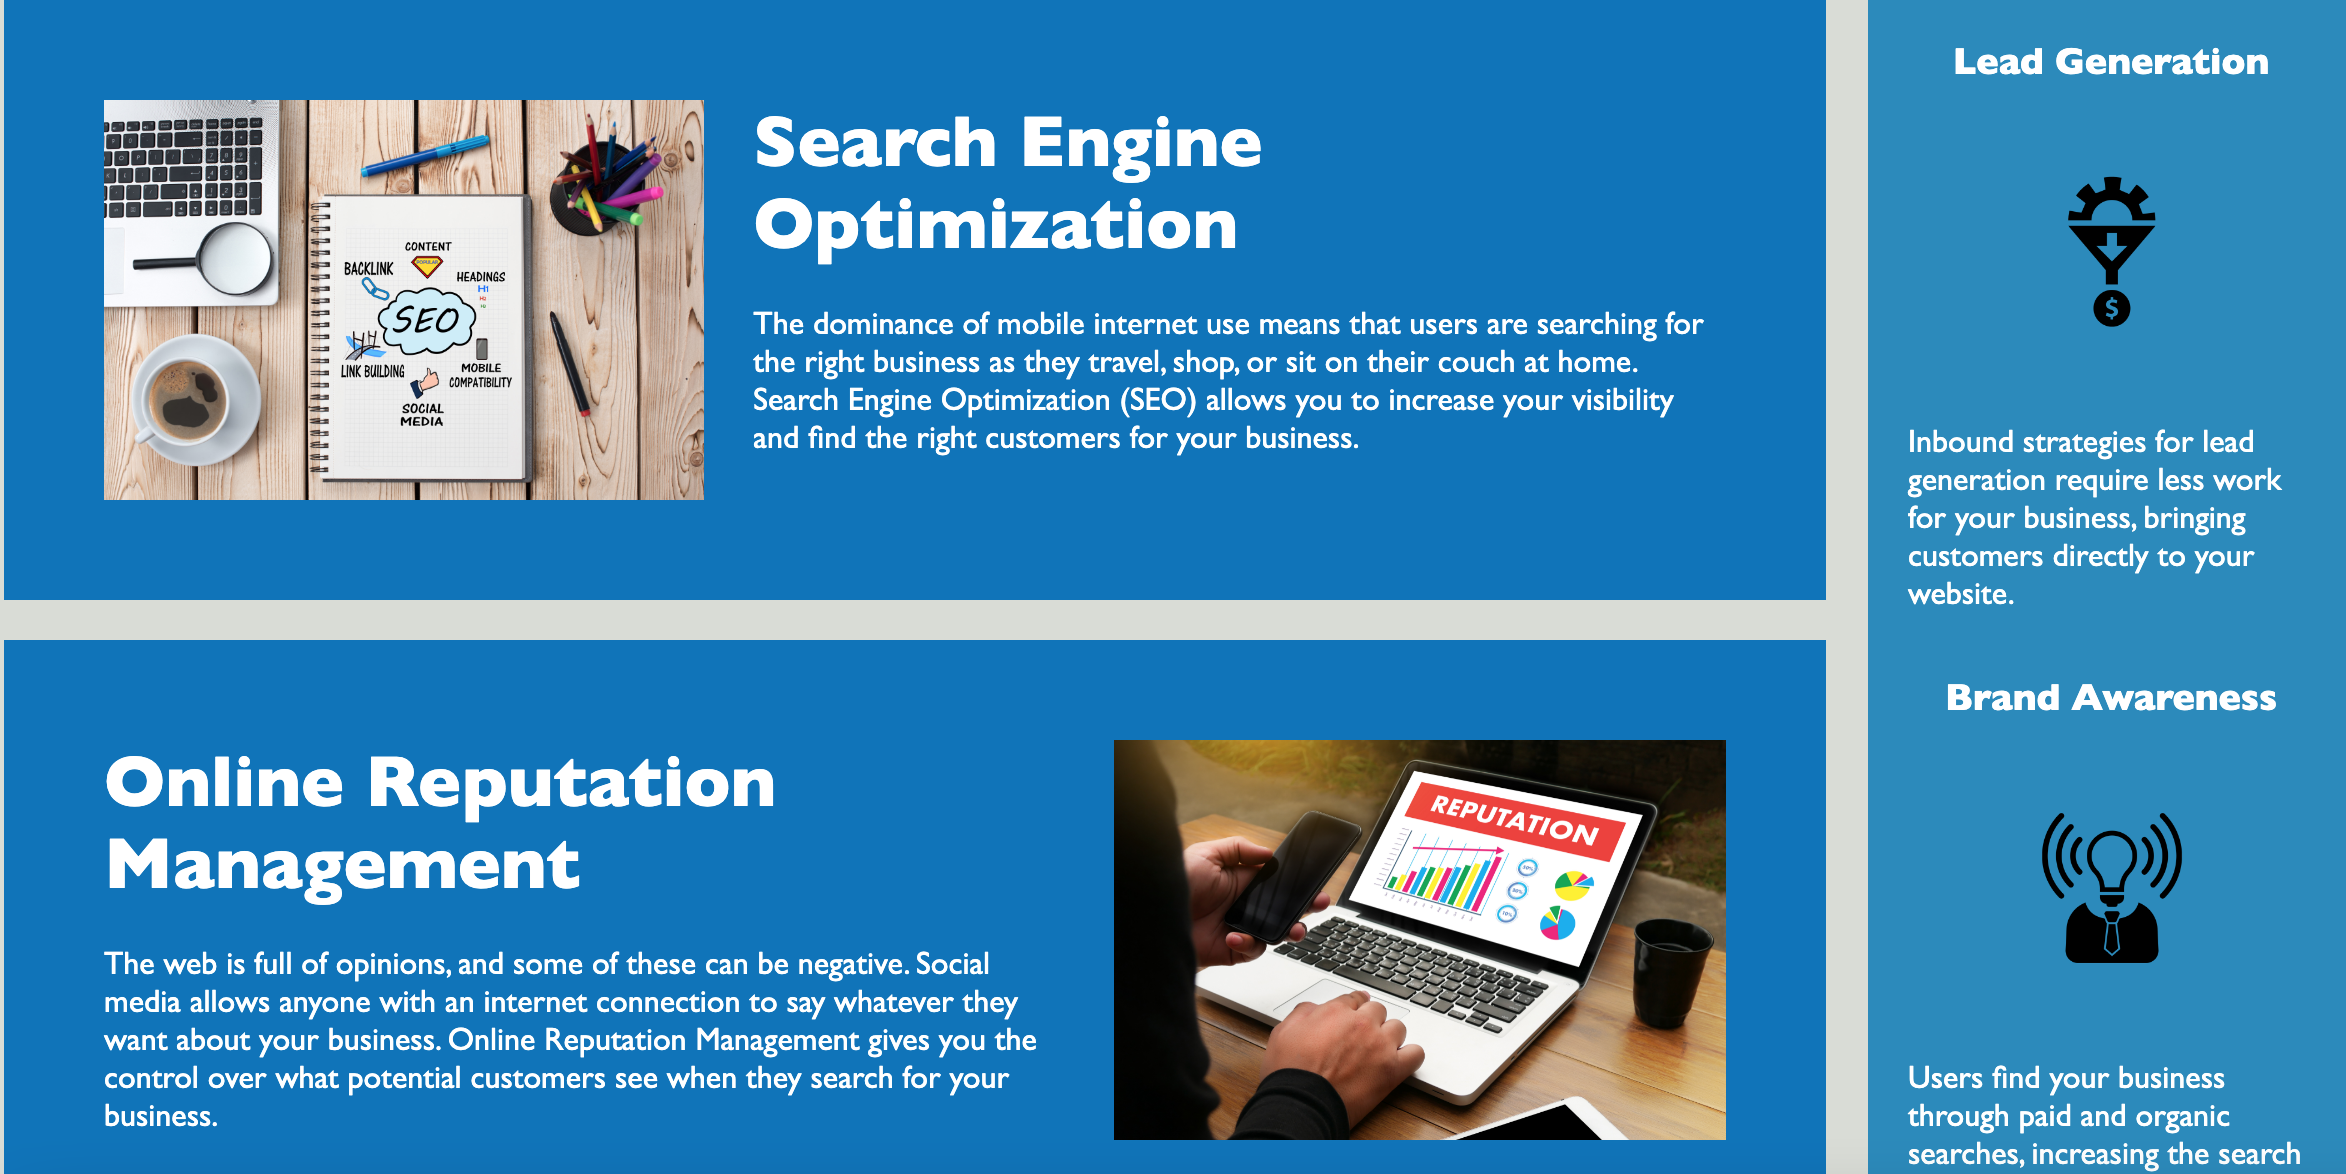 Search Engine
Optimization
The dominance of mobile internet use means that users are searching for
the right business as they travel, shop, or sit on their couch at home.
Search Engine Optimization (SEO) allows you to increase your visibility
and find the right customers for your business.
CONTENT
POPULAR
BACKLINK
HEADINGS
H1
H2
SEO
LINK BUILDING
MOBILE
COMPATIBILITY
SOCIAL
MEDIA
Online Reputation
Management
The web is full of opinions, and some of these can be negative. Social
media allows anyone with an internet connection to say whatever they
want about your business. Online Reputation Management gives you the
control over what potential customers see when they search for your
business.
REPUTATION
Lead Generation
$
Inbound strategies for lead
generation require less work
for your business, bringing
customers directly to your
website.
Brand Awareness
Users find your business
through paid and organic
searches, increasing the search